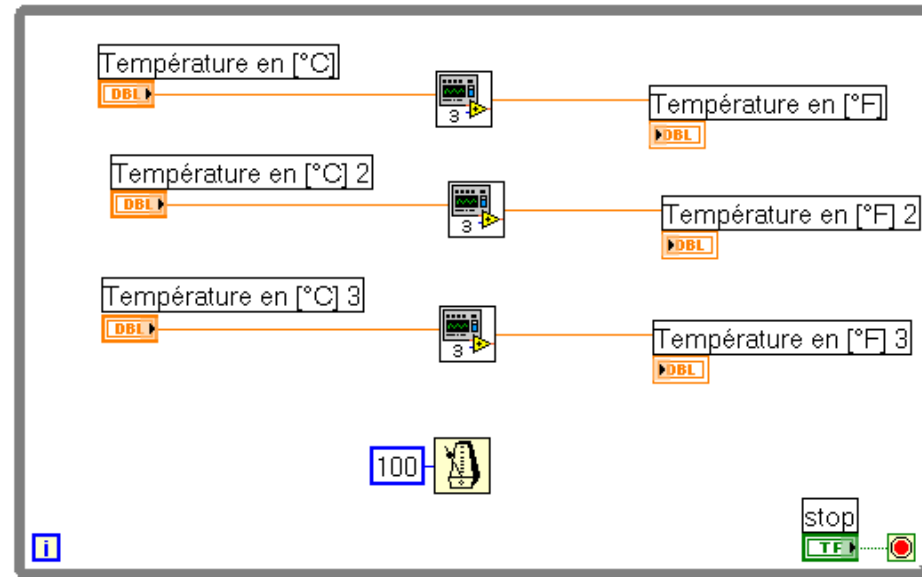 Température en [°C]
DBL
3
Température en [°F]
DBL
Température en [°C] 2
DBL
3
Température en [°F] 2
DBL
Température en [°C] 3
DBL
3
Température en [°F] 3
DBL
100
stop
TF
i